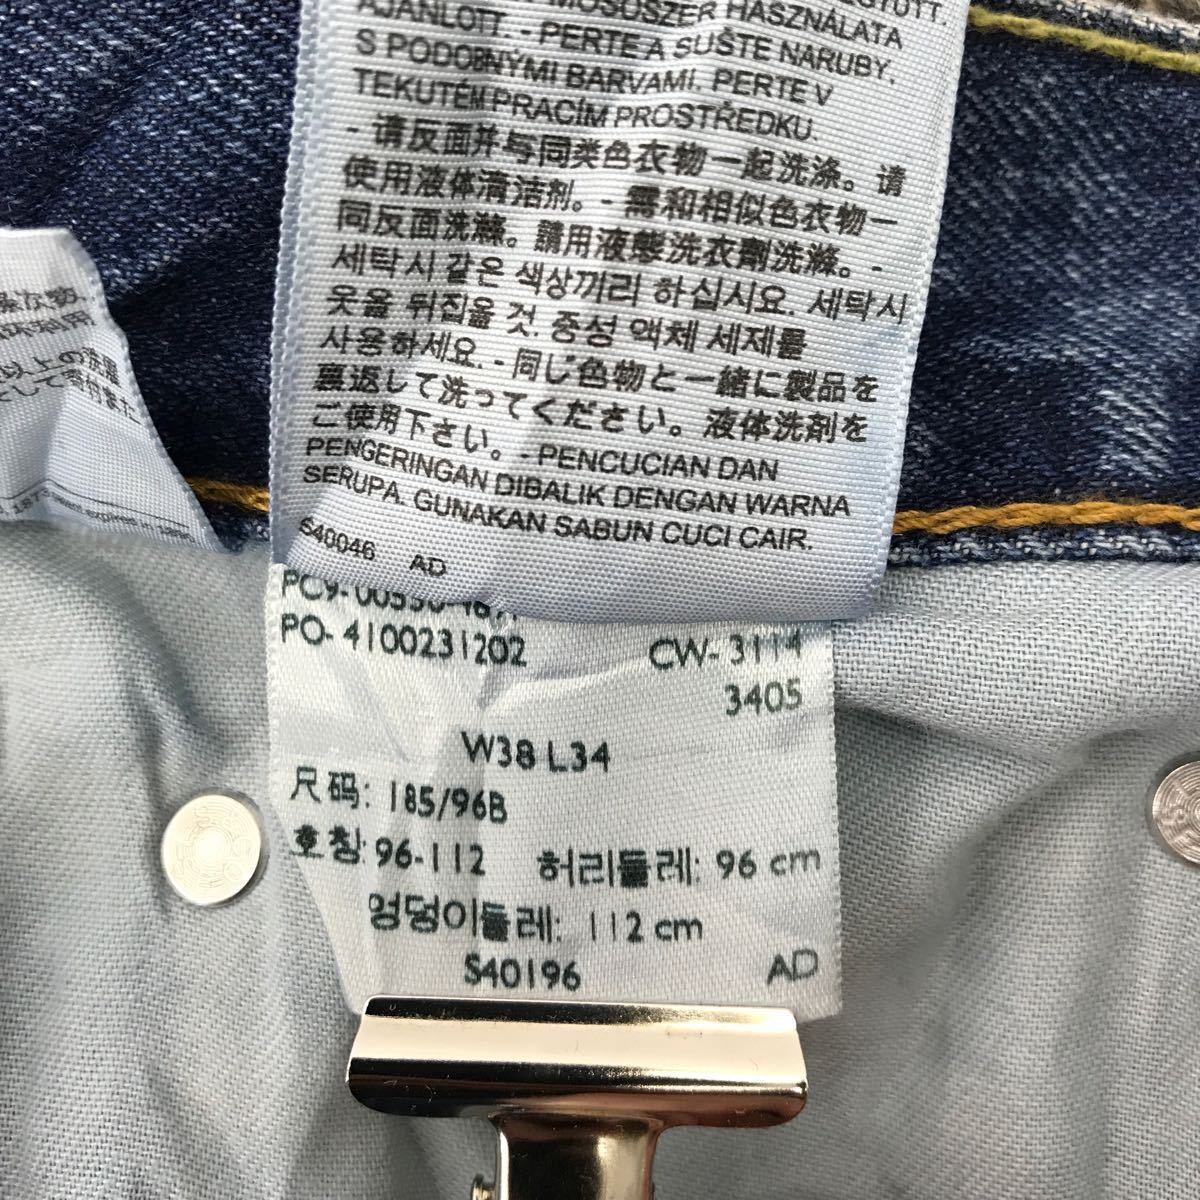 MOSÓSZER HASZNÁLATA
AJÁNLOTT. - PERTE A SUŠTE NARUBY.
S PODOBNÝMI BARVAMI. PERTE V
TEKUTÉM PRACÍM PROSTŘEDKU.
- 请反面并与同类色衣物一起洗涤。请
使用液体清洁剂。- 需和相似色衣物一
同反面洗滌。請用液態洗衣劑洗滌。-
세탁시 같은 색상끼리 하십시요. 세탁시
옷을 뒤집을 것. 중성 액체 세제를
사용하세요. - 同じ色物と一緒に製品を
裏返して洗ってください。液体洗剤を
ご使用下さい。- PENCUCIAN DAN
PENGERINGAN DIBALIK DENGAN WARNA
SERUPA. GUNAKAN SABUN CUCI CAIR.
S40046 AD
PO- 4100231202 CW- 3114
3405
W38 L34
尺码: 185/96B
호칭: 96-112 허리둘레: 96 cm
엉덩이둘레: 112 cm
S40196 AD